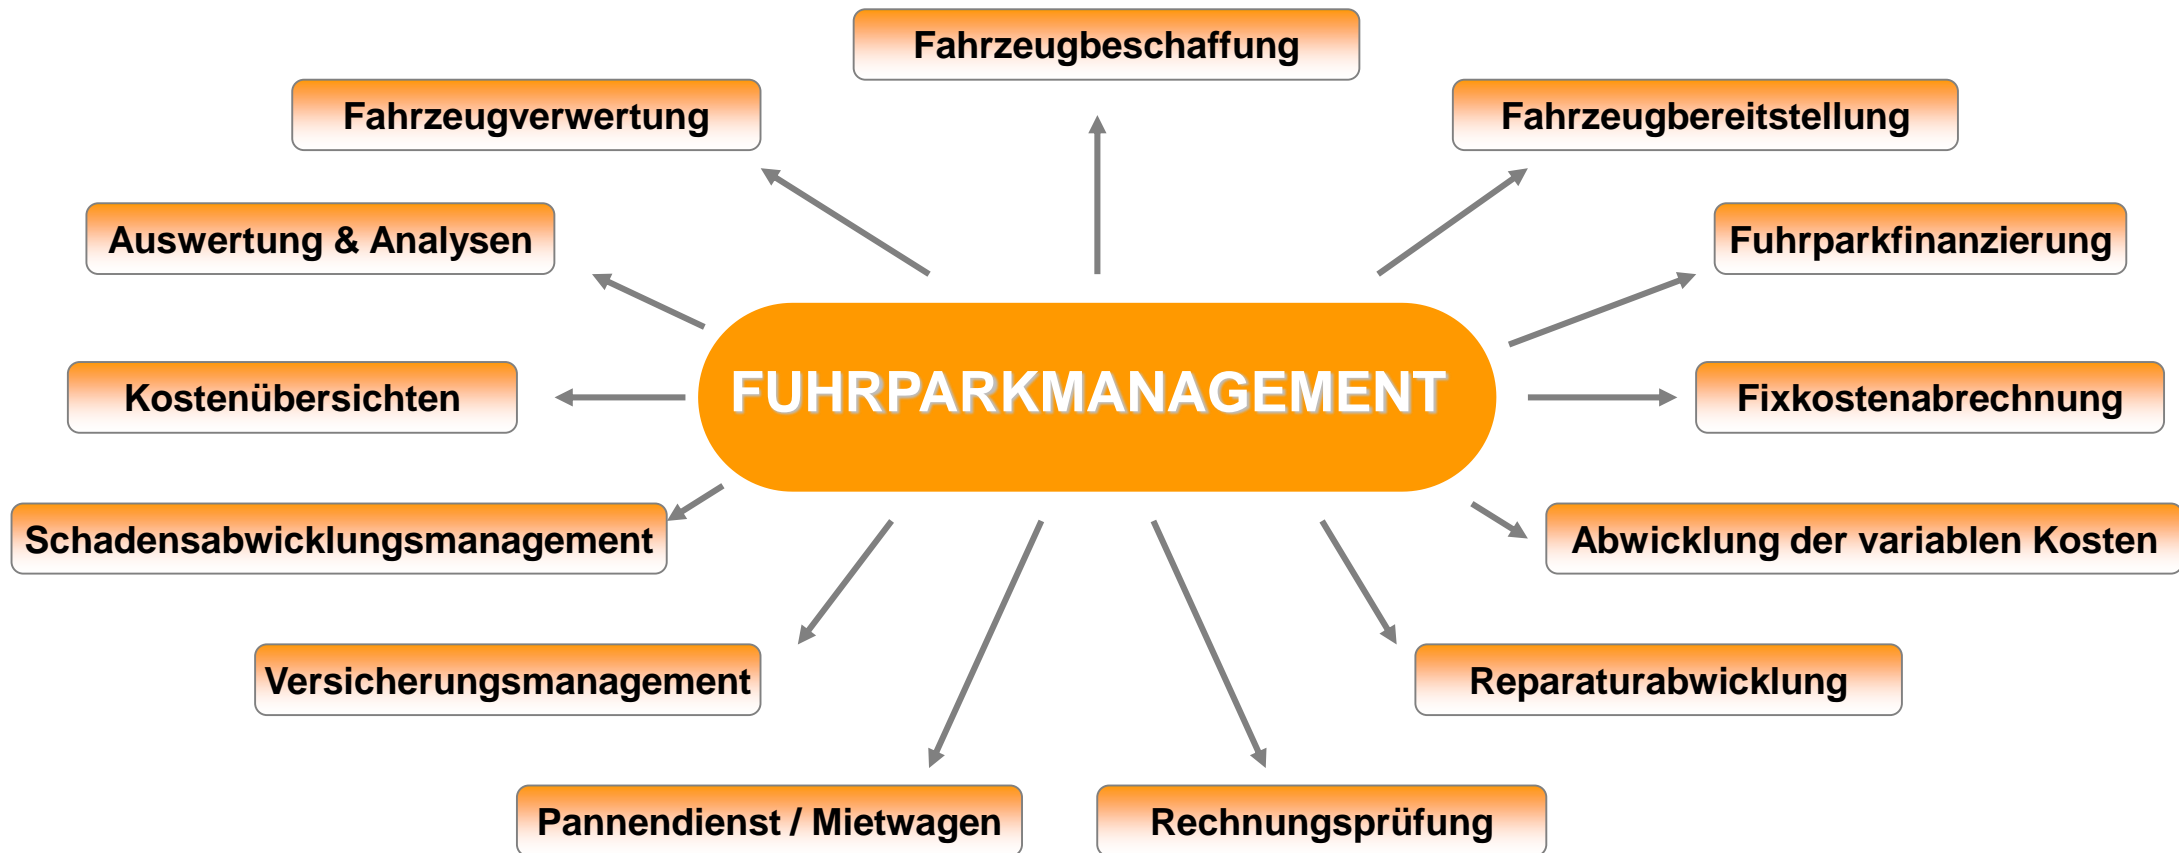 Fahrzeugbeschaffung
Fahrzeugverwertung
Fahrzeugbereitstellung
Auswertung & Analysen
Fuhrparkfinanzierung
FUHRPARKMANAGEMENT
Kostenübersichten
Fixkostenabrechnung
Schadensabwicklungsmanagement
Abwicklung der variablen Kosten
Versicherungsmanagement
Reparaturabwicklung
Pannendienst / Mietwagen
Rechnungsprüfung